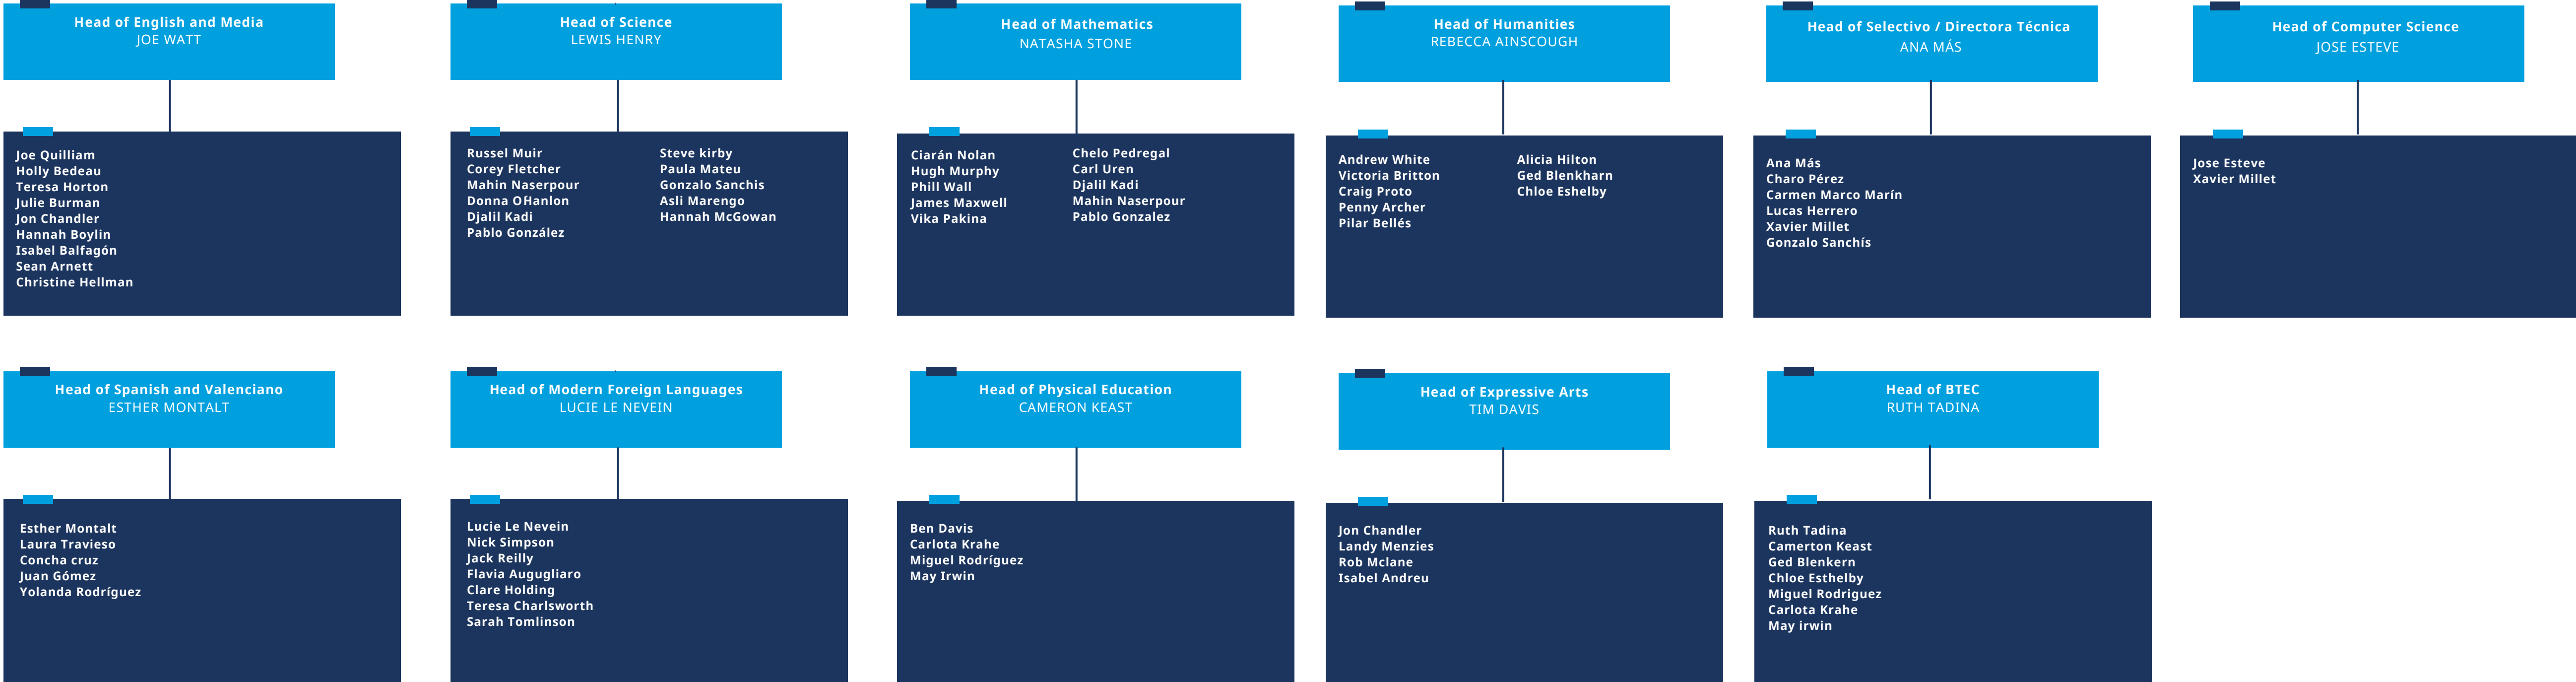 Head of English and Media
JOE WATT
Joe Quilliam
Holly Bedeau
Teresa Horton
Julie Burman
Jon Chandler
Hannah Boylin
Isabel Balfagón
Sean Arnett
Christine Hellman
Head of Science
LEWIS HENRY
Russel Muir
Corey Fletcher
Mahin Naserpour
Donna OHanlon
Djalil Kadi
Pablo González
Steve kirby
Paula Mateu
Gonzalo Sanchis
Asli Marengo
Hannah McGowan
Head of Mathematics
NATASHA STONE
Ciarán Nolan
Hugh Murphy
Phill Wall
James Maxwell
Vika Pakina
Chelo Pedregal
Carl Uren
Djalil Kadi
Mahin Naserpour
Pablo Gonzalez
Head of Humanities
REBECCA AINSCOUGH
Andrew White
Victoria Britton
Craig Proto
Penny Archer
Pilar Bellés
Alicia Hilton
Ged Blenkharn
Chloe Eshelby
Head of Selectivo / Directora Técnica
ANA MÁS
Ana Más
Charo Pérez
Carmen Marco Marín
Lucas Herrero
Xavier Millet
Gonzalo Sanchís
Head of Computer Science
JOSE ESTEVE
Jose Esteve
Xavier Millet
Head of Spanish and Valenciano
ESTHER MONTALT
Esther Montalt
Laura Travieso
Concha cruz
Juan Gómez
Yolanda Rodríguez
Head of Modern Foreign Languages
LUCIE LE NEVEIN
Lucie Le Nevein
Nick Simpson
Jack Reilly
Flavia Augugliaro
Clare Holding
Teresa Charlsworth
Sarah Tomlinson
Head of Physical Education
CAMERON KEAST
Ben Davis
Carlota Krahe
Miguel Rodríguez
May Irwin
Head of Expressive Arts
TIM DAVIS
Jon Chandler
Landy Menzies
Rob Mclane
Isabel Andreu
Head of BTEC
RUTH TADINA
Ruth Tadina
Camerton Keast
Ged Blenkern
Chloe Esthelby
Miguel Rodriguez
Carlota Krahe
May irwin